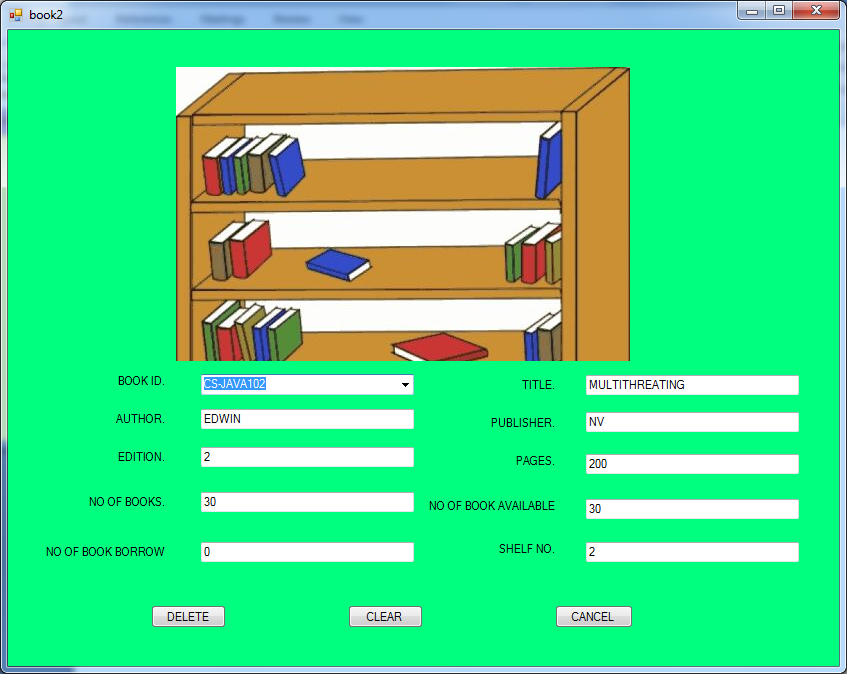 book2
BOOK ID. CS-JAVA102 TITLE. MULTITHREATING
AUTHOR. EDWIN PUBLISHER. NV
EDITION. 2 PAGES. 200
NO OF BOOKS. 30 NO OF BOOK AVAILABLE 30
NO OF BOOK BORROW 0 SHELF NO. 2
DELETE CLEAR CANCEL